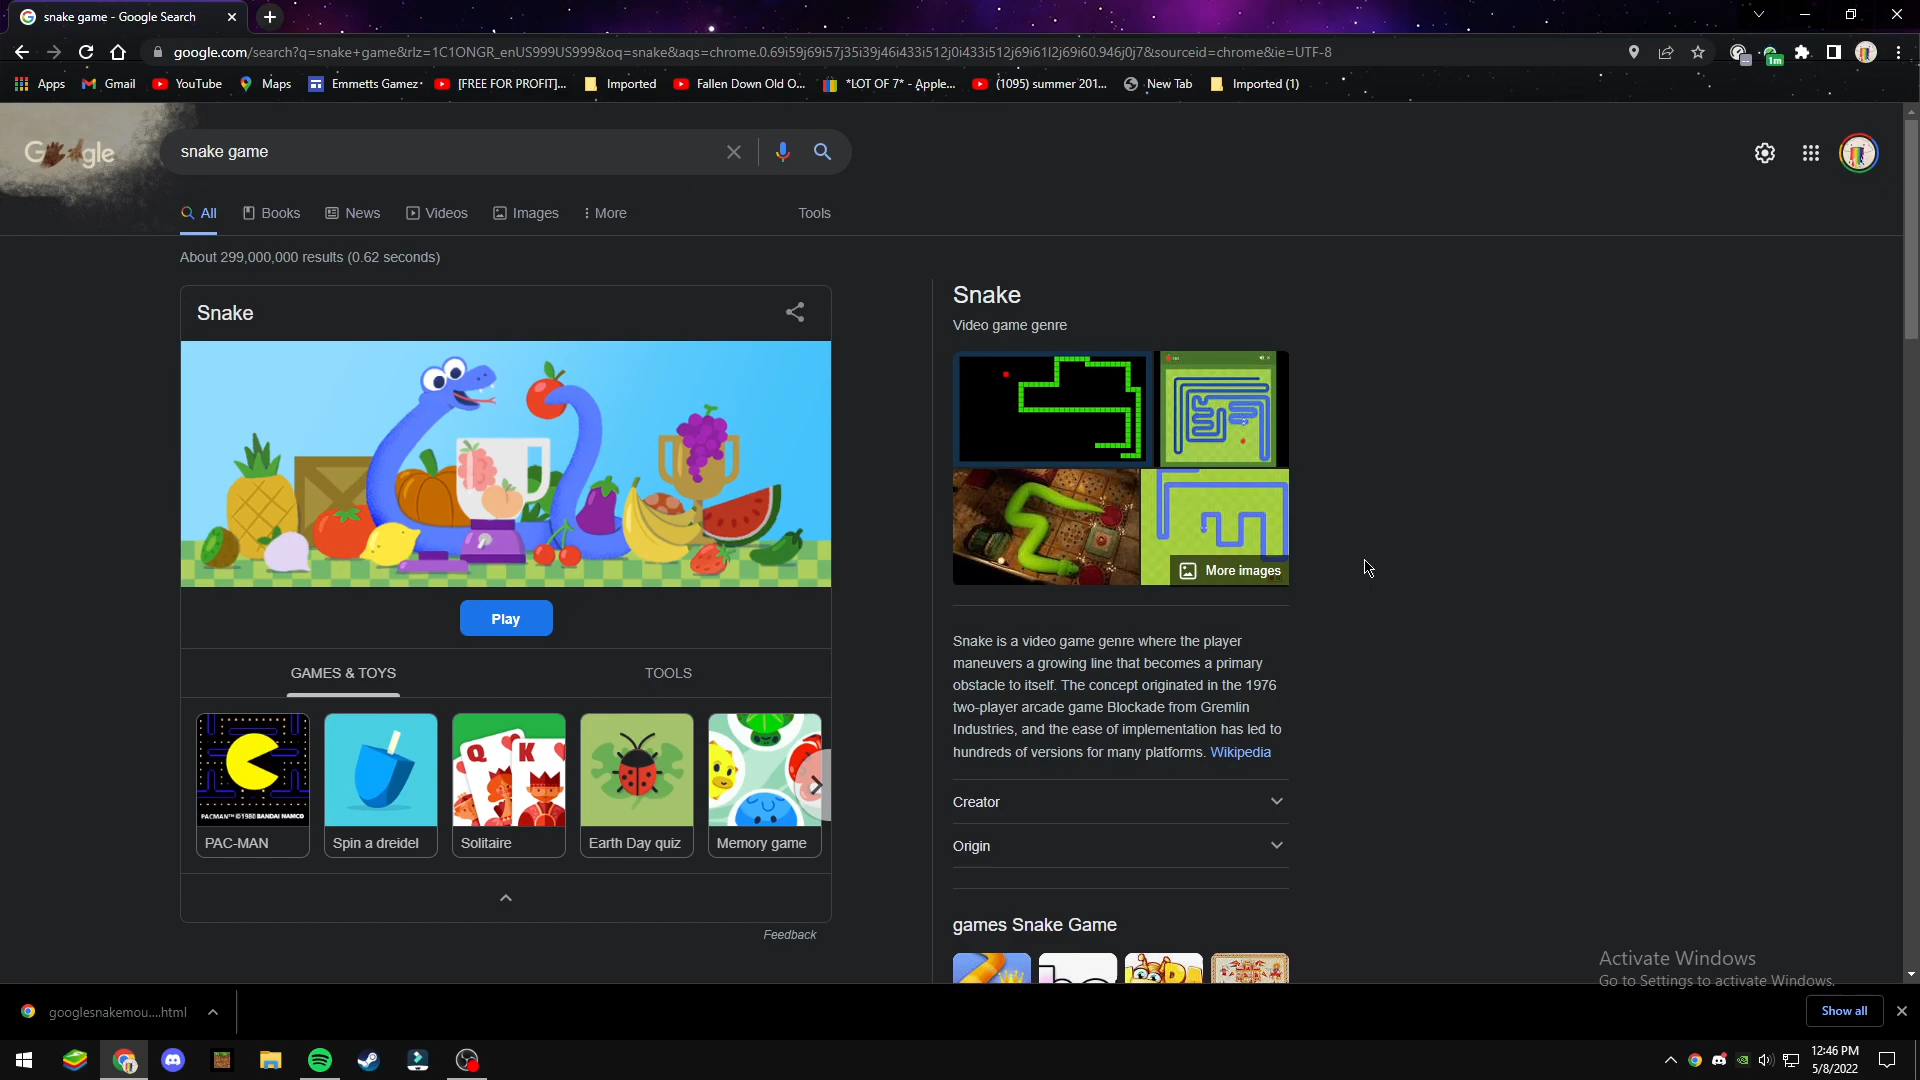 snake game - Google Search
google.com/search?q=snake+game&rlz=1C1ONGR_enUS999US999&oq=snake&aqs=chrome.0.69i59j69i57j35i39j46i433i512j0i433i512j69i61l2j69i60.946j0j7&sourceid=chrome&ie=UTF-8
Apps
Gmail
YouTube
Maps
Emmetts Gamez
[FREE FOR PROFIT]...
Imported
Fallen Down Old O...
*LOT OF 7* - Apple...
(1095) summer 201...
New Tab
Imported (1)
1m
Google
snake game
All
Books
News
Videos
Images
More
Tools
About 299,000,000 results (0.62 seconds)
Snake
Play
GAMES & TOYS
TOOLS
PACMAN™ ©1980 BANDAI NAMCO
Q K
PAC-MAN
Spin a dreidel
Solitaire
Earth Day quiz
Memory game
Feedback
Snake
Video game genre
More images
Snake is a video game genre where the player
maneuvers a growing line that becomes a primary
obstacle to itself. The concept originated in the 1976
two-player arcade game Blockade from Gremlin
Industries, and the ease of implementation has led to
hundreds of versions for many platforms. Wikipedia
Creator
Origin
games Snake Game
Activate Windows
Go to Settings to activate Windows.
googlesnakemou....html
Show all
12:46 PM
5/8/2022